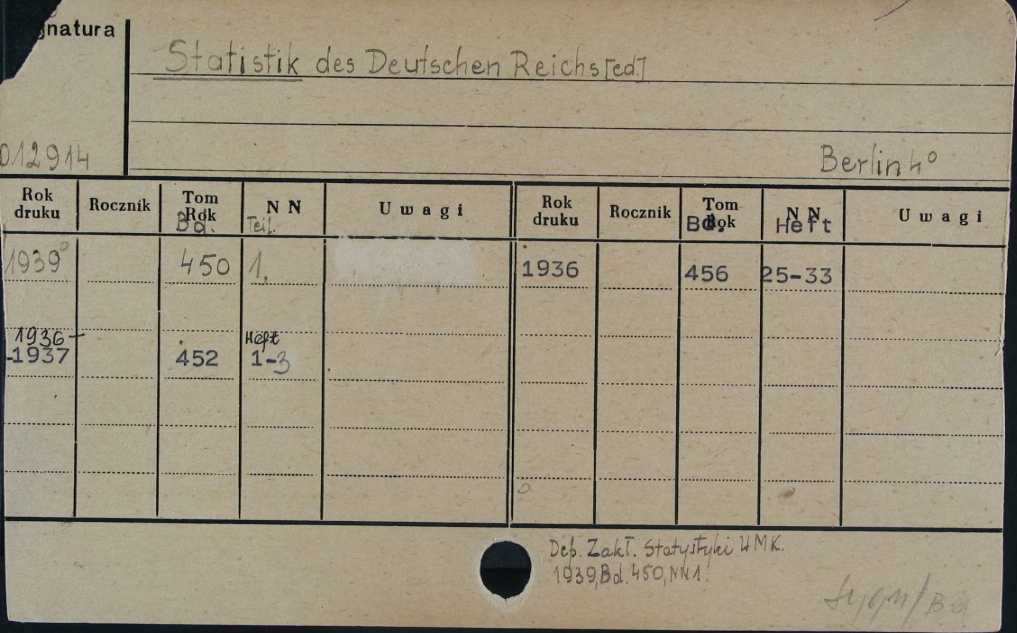 gnatura
Statistik des Deutschen Reichs [ed.]
012914
Berlin 4°
Rok druku Rocznik Tom Rok N N Uwagi Rok druku Rocznik Tom Rok N N Uwagi
Bd. Teil. Bd. Heft
1939 450 1. 1936 456 25-33
1936- Heft
-1937 452 1-3
Dep. Zakł. Statystyki UMK.
1939, Bd. 450, NN 1.